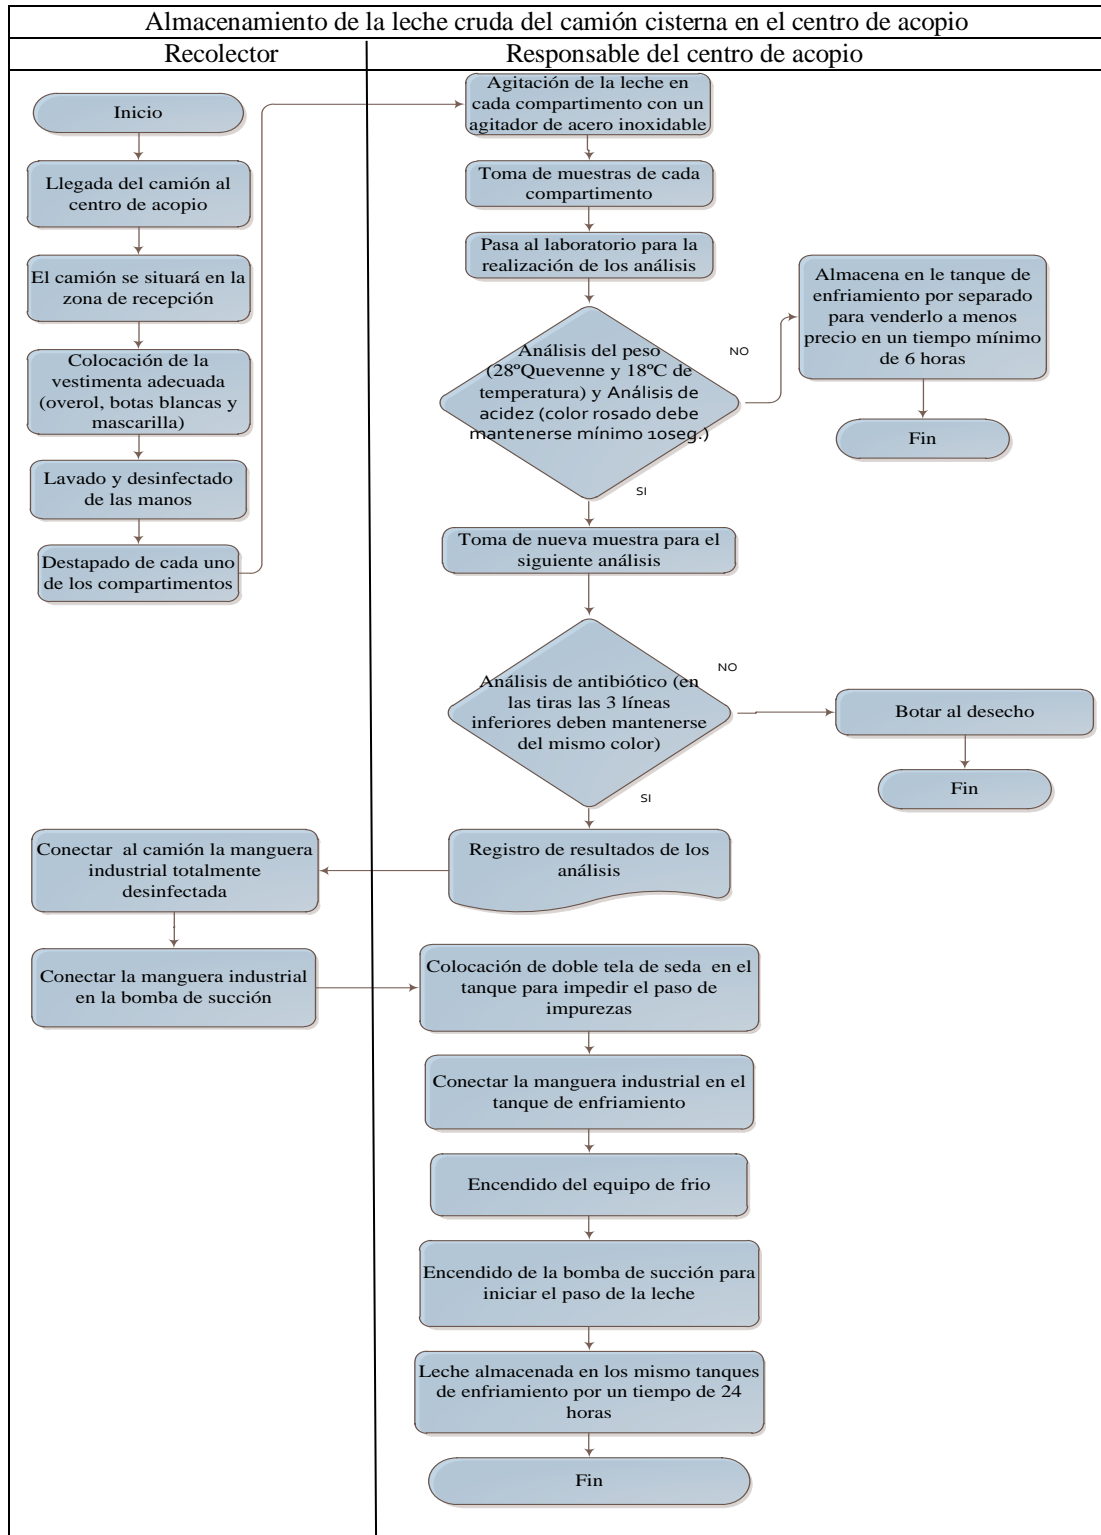 Almacenamiento de la leche cruda del camión cisterna en el centro de acopio
Recolector
Responsable del centro de acopio
Inicio
Llegada del camión al
centro de acopio
El camión se situará en la
zona de recepción
Colocación de la
vestimenta adecuada
(overol, botas blancas y
mascarilla)
Lavado y desinfectado
de las manos
Destapado de cada uno
de los compartimentos
Agitación de la leche en
cada compartimento con un
agitador de acero inoxidable
Toma de muestras de cada
compartimento
Pasa al laboratorio para la
realización de los análisis
Análisis del peso
(28ºQuevenne y 18ºC de
temperatura) y Análisis de
acidez (color rosado debe
mantenerse mínimo 10seg.)
NO
Almacena en le tanque de
enfriamiento por separado
para venderlo a menos
precio en un tiempo mínimo
de 6 horas
Fin
SI
Toma de nueva muestra para el
siguiente análisis
Análisis de antibiótico (en
las tiras las 3 líneas
inferiores deben mantenerse
del mismo color)
NO
Botar al desecho
Fin
SI
Registro de resultados de los
análisis
Conectar al camión la manguera
industrial totalmente
desinfectada
Conectar la manguera industrial
en la bomba de succión
Colocación de doble tela de seda en el
tanque para impedir el paso de
impurezas
Conectar la manguera industrial en el
tanque de enfriamiento
Encendido del equipo de frio
Encendido de la bomba de succión para
iniciar el paso de la leche
Leche almacenada en los mismo tanques
de enfriamiento por un tiempo de 24
horas
Fin